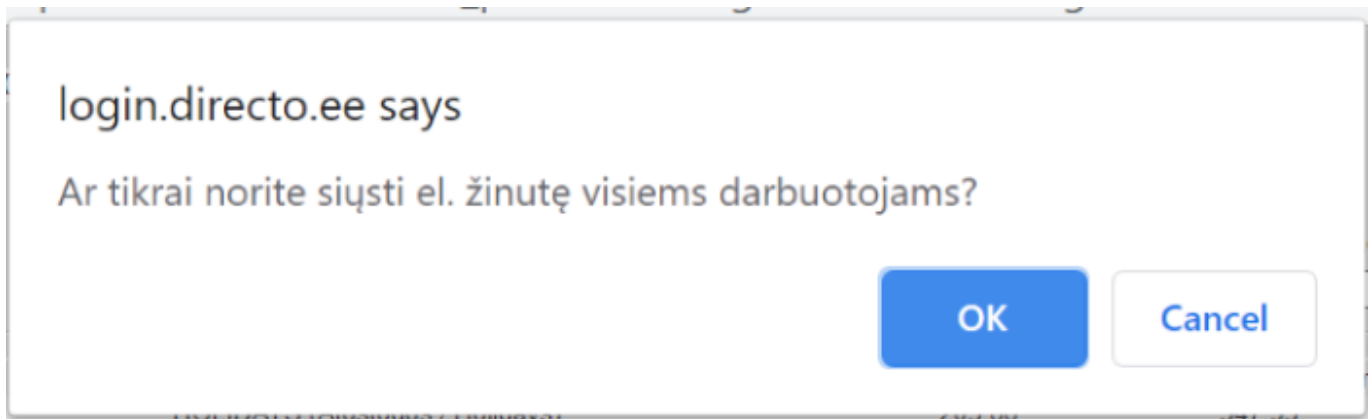 login.directo.ee says
Ar tikrai norite siųsti el. žinutę visiems darbuotojams?
OK Cancel